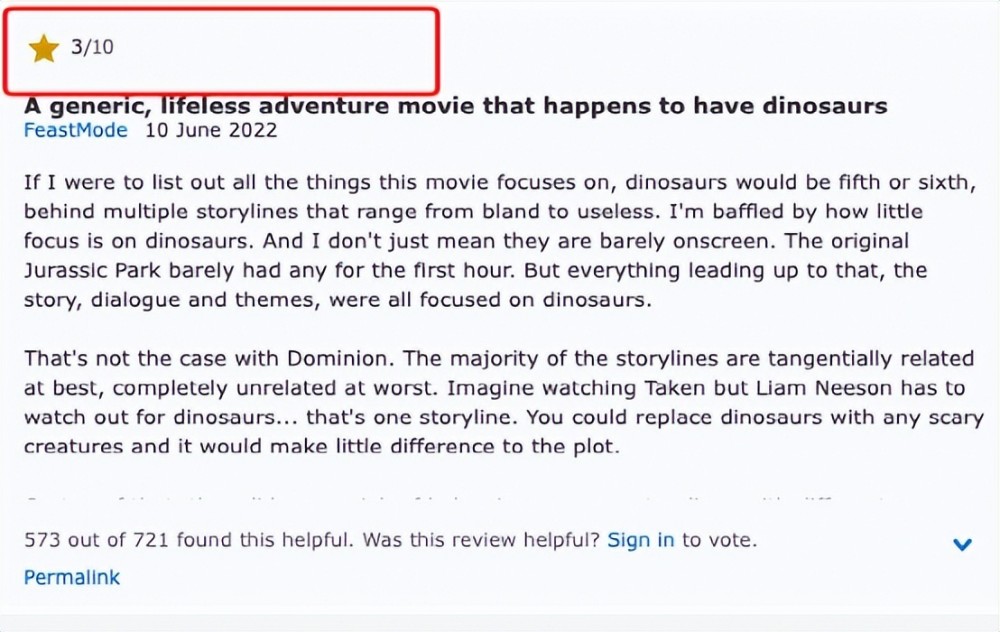 3/10
A generic, lifeless adventure movie that happens to have dinosaurs
FeastMode 10 June 2022
If I were to list out all the things this movie focuses on, dinosaurs would be fifth or sixth,
behind multiple storylines that range from bland to useless. I'm baffled by how little
focus is on dinosaurs. And I don't just mean they are barely onscreen. The original
Jurassic Park barely had any for the first hour. But everything leading up to that, the
story, dialogue and themes, were all focused on dinosaurs.
That's not the case with Dominion. The majority of the storylines are tangentially related
at best, completely unrelated at worst. Imagine watching Taken but Liam Neeson has to
watch out for dinosaurs... that's one storyline. You could replace dinosaurs with any scary
creatures and it would make little difference to the plot.
573 out of 721 found this helpful. Was this review helpful? Sign in to vote.
Permalink